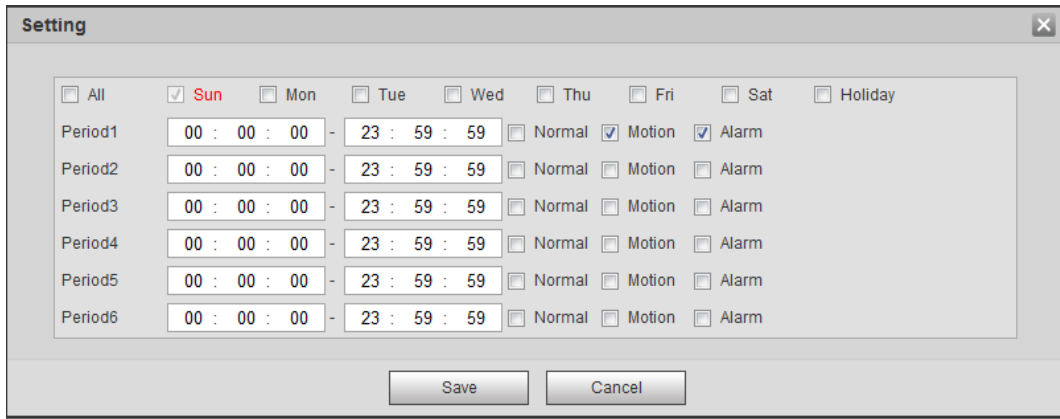 Setting
All Sun Mon Tue Wed Thu Fri Sat Holiday
Period1 00 : 00 : 00 - 23 : 59 : 59 Normal Motion Alarm
Period2 00 : 00 : 00 - 23 : 59 : 59 Normal Motion Alarm
Period3 00 : 00 : 00 - 23 : 59 : 59 Normal Motion Alarm
Period4 00 : 00 : 00 - 23 : 59 : 59 Normal Motion Alarm
Period5 00 : 00 : 00 - 23 : 59 : 59 Normal Motion Alarm
Period6 00 : 00 : 00 - 23 : 59 : 59 Normal Motion Alarm
Save Cancel